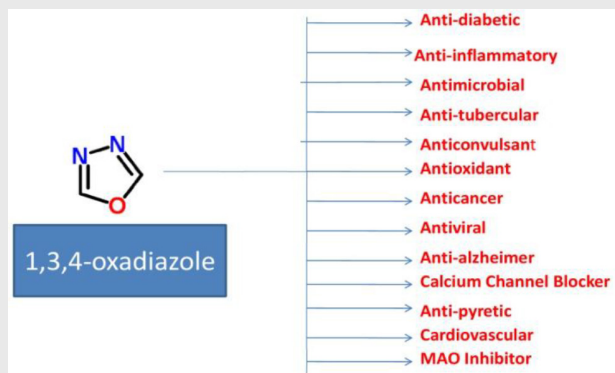 Anti-diabetic
Anti-inflammatory
Antimicrobial
Anti-tubercular
Anticonvulsant
Antioxidant
Anticancer
Antiviral
Anti-alzheimer
Calcium Channel Blocker
Anti-pyretic
Cardiovascular
MAO Inhibitor
N N
O
1,3,4-oxadiazole